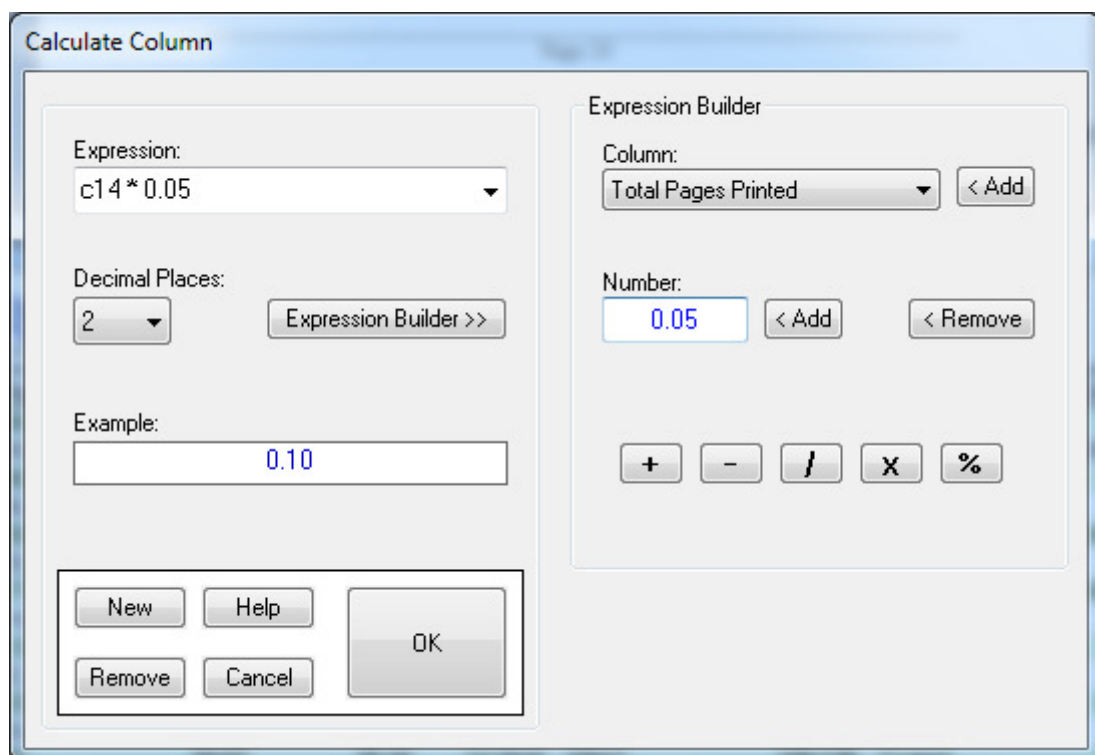 Calculate Column
Expression:
c14 * 0.05
Decimal Places:
2
Expression Builder >>
Example:
0.10
New
Help
Remove
Cancel
OK
Expression Builder
Column:
Total Pages Printed
< Add
Number:
0.05
< Add
< Remove
+ - / x %